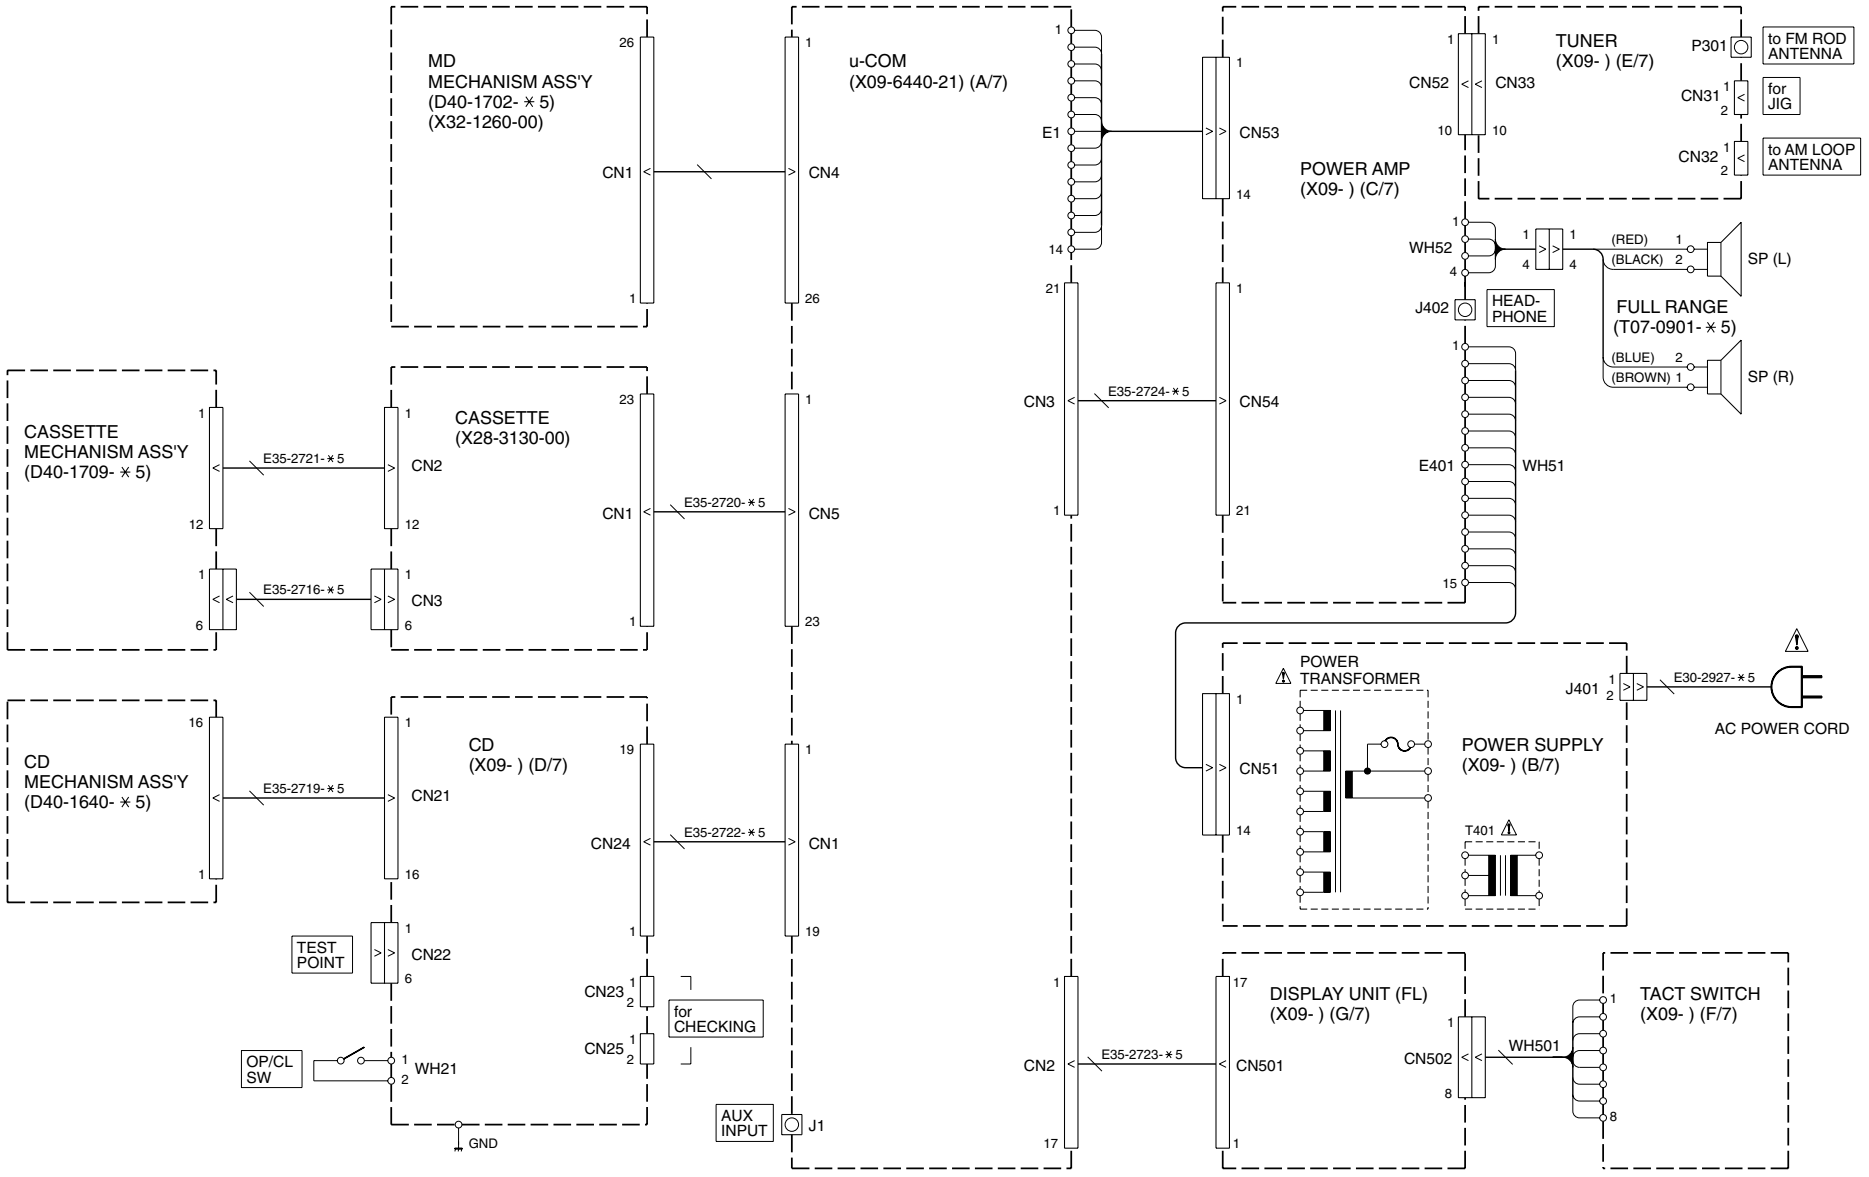 26
MD
MECHANISM ASS'Y
(D40-1702- * 5)
(X32-1260-00)
CN1
1
1
u-COM
(X09-6440-21) (A/7)
CN4
26
1
E1
14
1
CN53
14
POWER AMP
(X09- ) (C/7)
1
CN52
10
1
CN33
10
TUNER
(X09- ) (E/7)
P301
to FM ROD
ANTENNA
CN31
1
2
for
JIG
CN32
1
2
to AM LOOP
ANTENNA
1
WH52
4
1
4
1
4
(RED)
1
(BLACK)
2
SP (L)
FULL RANGE
(T07-0901- * 5)
(BLUE)
2
(BROWN)
1
SP (R)
J402
HEAD-
PHONE
21
CN3
1
E35-2724- * 5
1
CN54
21
1
E401
15
WH51
CASSETTE
MECHANISM ASS'Y
(D40-1709- * 5)
1
12
E35-2721- * 5
1
CN2
12
1
6
E35-2716- * 5
1
CN3
6
CASSETTE
(X28-3130-00)
23
CN1
1
E35-2720- * 5
1
CN5
23
CD
MECHANISM ASS'Y
(D40-1640- * 5)
16
1
E35-2719- * 5
1
CN21
16
CD
(X09- ) (D/7)
19
CN24
1
E35-2722- * 5
1
CN1
19
TEST
POINT
1
CN22
6
CN23
1
2
for
CHECKING
CN25
1
2
OP/CL
SW
1
2
WH21
GND
AUX
INPUT
J1
POWER
TRANSFORMER
1
CN51
14
POWER SUPPLY
(X09- ) (B/7)
T401
J401
1
2
E30-2927- * 5
AC POWER CORD
1
CN2
17
E35-2723- * 5
17
CN501
1
DISPLAY UNIT (FL)
(X09- ) (G/7)
1
CN502
8
WH501
1
8
TACT SWITCH
(X09- ) (F/7)